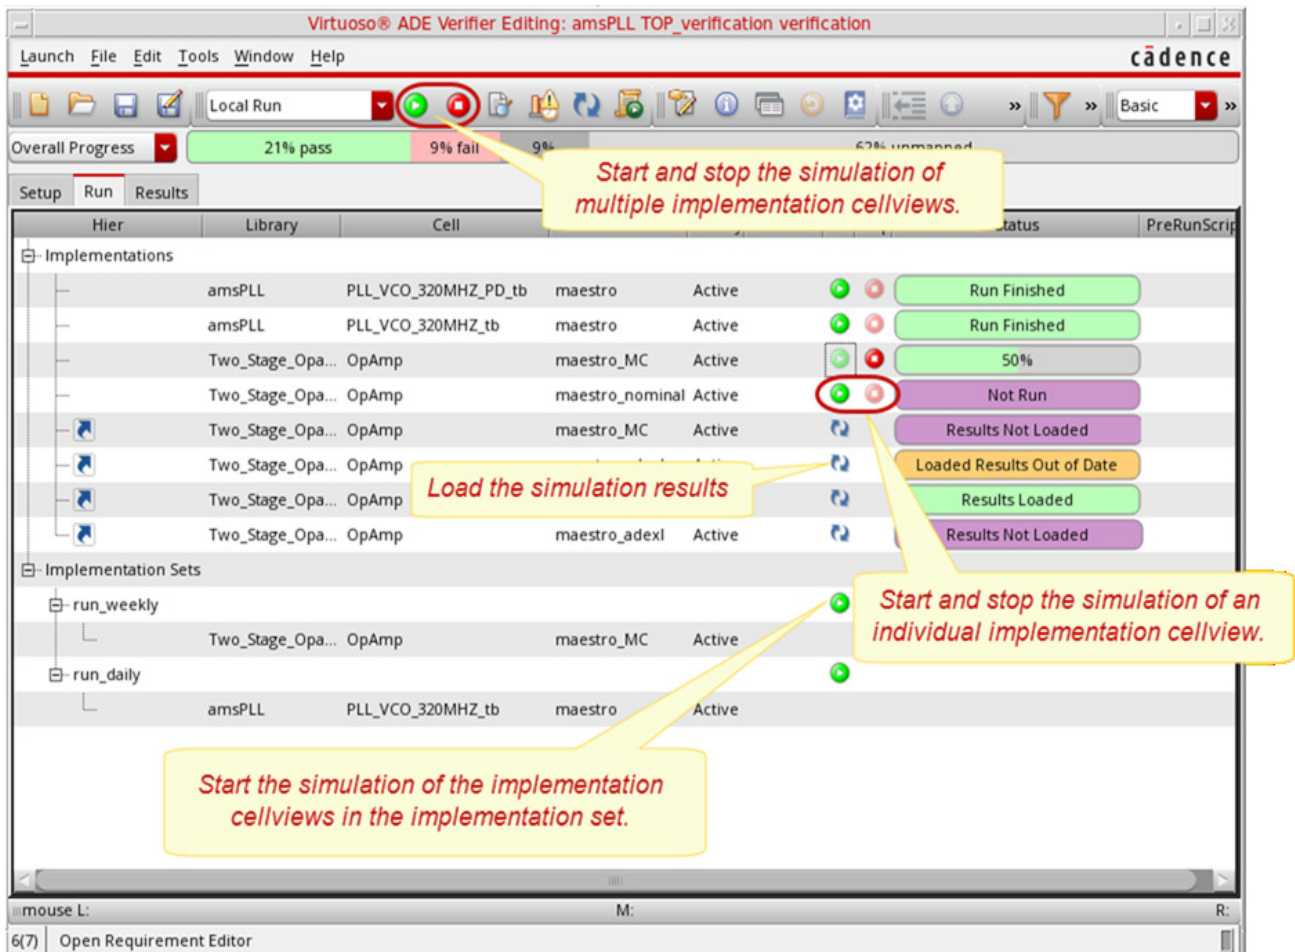 Virtuoso® ADE Verifier Editing: amsPLL TOP_verification verification
Launch File Edit Tools Window Help
cādence
Local Run
» » Basic »
Overall Progress 21% pass 9% fail 9% 62% unmapped
Start and stop the simulation of
multiple implementation cellviews.
Setup Run Results
Hier Library Cell Status PreRunScrip
Implementations
amsPLL PLL_VCO_320MHZ_PD_tb maestro Active Run Finished
amsPLL PLL_VCO_320MHZ_tb maestro Active Run Finished
Two_Stage_Opa... OpAmp maestro_MC Active 50%
Two_Stage_Opa... OpAmp maestro_nominal Active Not Run
Two_Stage_Opa... OpAmp maestro_MC Active Results Not Loaded
Two_Stage_Opa... OpAmp Loaded Results Out of Date
Load the simulation results
Two_Stage_Opa... OpAmp Results Loaded
Two_Stage_Opa... OpAmp maestro_adexl Active Results Not Loaded
Implementation Sets
run_weekly
Start and stop the simulation of an
individual implementation cellview.
Two_Stage_Opa... OpAmp maestro_MC Active
run_daily
amsPLL PLL_VCO_320MHZ_tb maestro Active
Start the simulation of the implementation
cellviews in the implementation set.
mouse L: M: R:
6(7) Open Requirement Editor